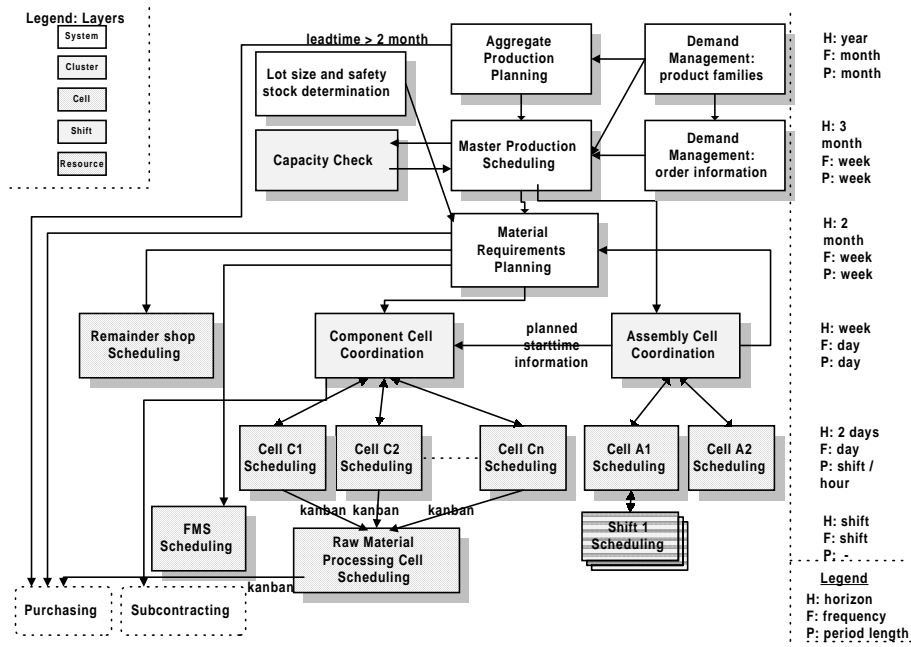 Legend: Layers
System
Cluster
Cell
Shift
Resource
leadtime > 2 month
Aggregate
Production
Planning
Demand
Management:
product families
H: year
F: month
P: month
Lot size and safety
stock determination
Capacity Check
Master Production
Scheduling
Demand
Management:
order information
H: 3
month
F: week
P: week
Material
Requirements
Planning
H: 2
month
F: week
P: week
Remainder shop
Scheduling
Component Cell
Coordination
planned
starttime
information
Assembly Cell
Coordination
H: week
F: day
P: day
Cell C1
Scheduling
Cell C2
Scheduling
Cell Cn
Scheduling
Cell A1
Scheduling
Cell A2
Scheduling
H: 2 days
F: day
P: shift /
hour
kanban
kanban
kanban
FMS
Scheduling
Raw Material
Processing Cell
Scheduling
Shift 1
Scheduling
H: shift
F: shift
P: -
kanban
Purchasing
Subcontracting
Legend
H: horizon
F: frequency
P: period length